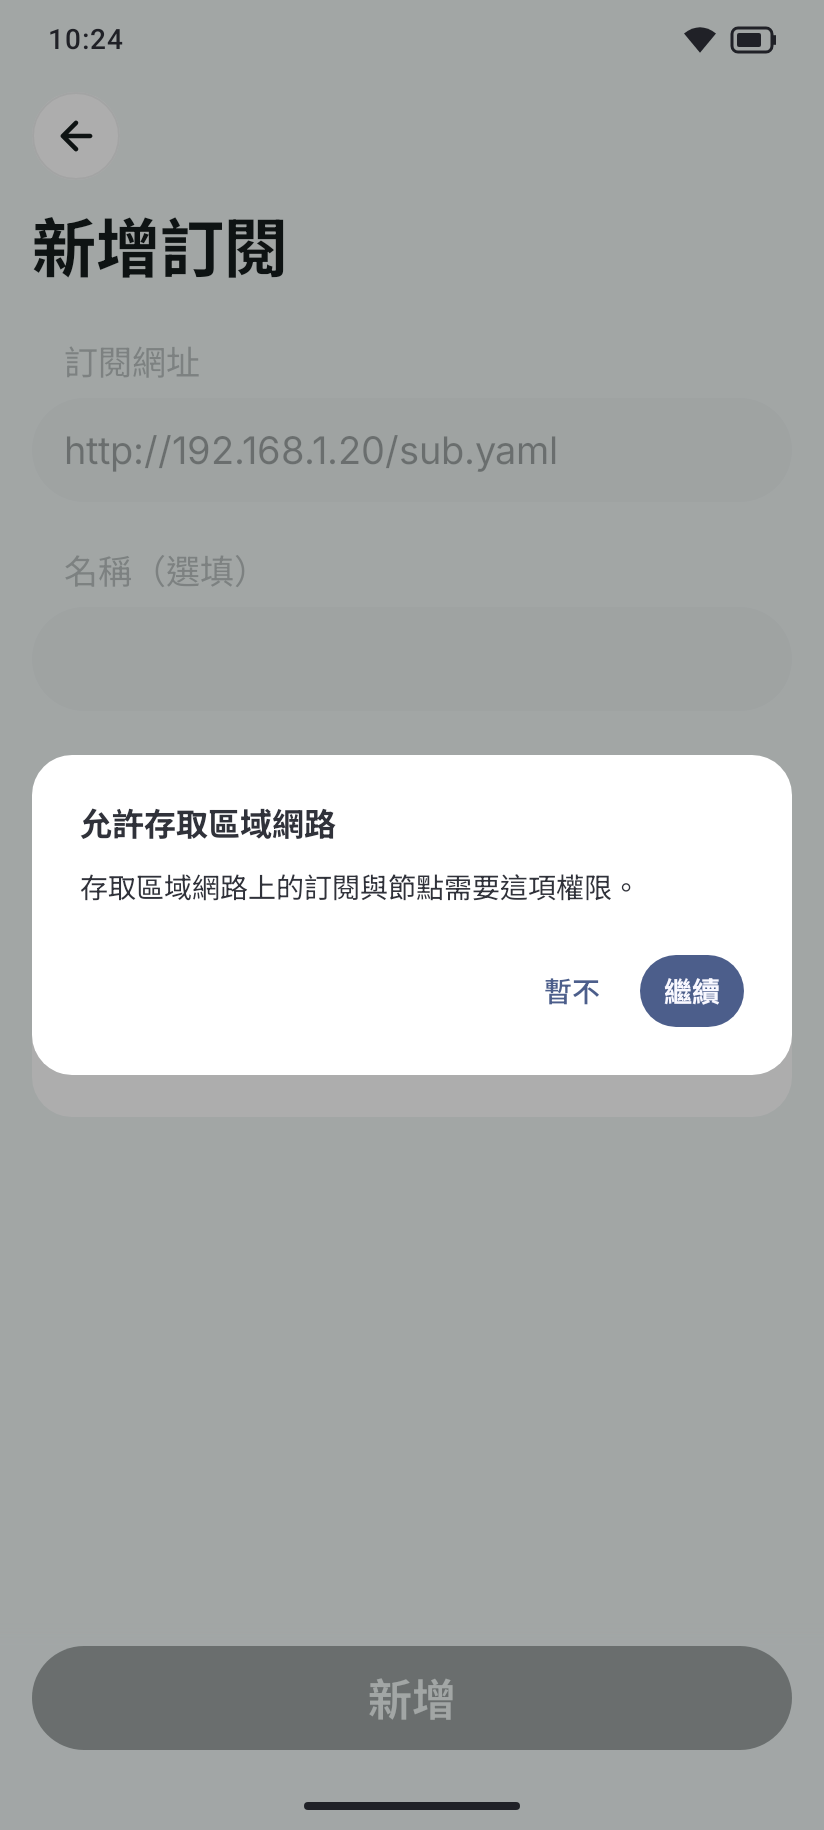 10:24
新增訂閱
訂閱網址
http://192.168.1.20/sub.yaml
名稱（選填）
允許存取區域網路
存取區域網路上的訂閱與節點需要這項權限。
暫不
繼續
新增